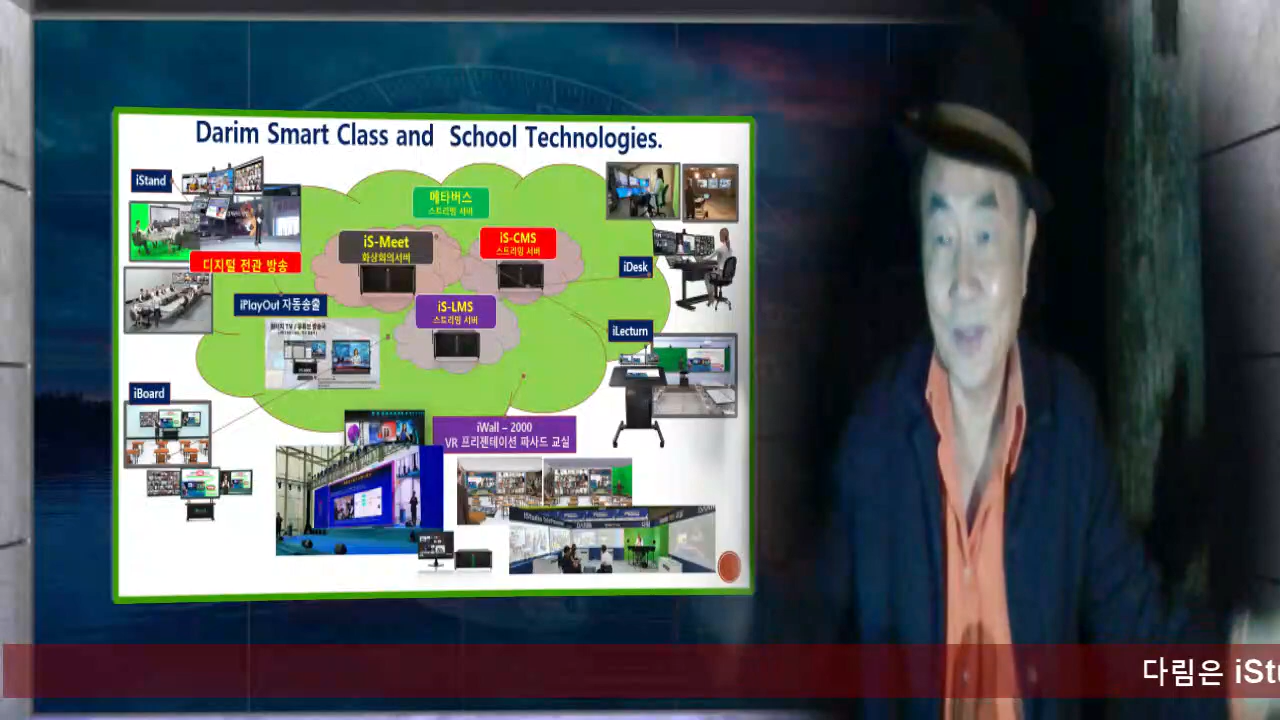 Darim Smart Class and School Technologies.
iStand
메타버스
스트리밍 서버
iS-Meet
화상회의서버
iS-CMS
스트리밍 서버
디지털 전관 방송
iDesk
iPlayOut 자동송출
iS-LMS
스트리밍 서버
iLecturn
iBoard
iWall – 2000
VR 프리젠테이션 파사드 교실
다림은 iStu